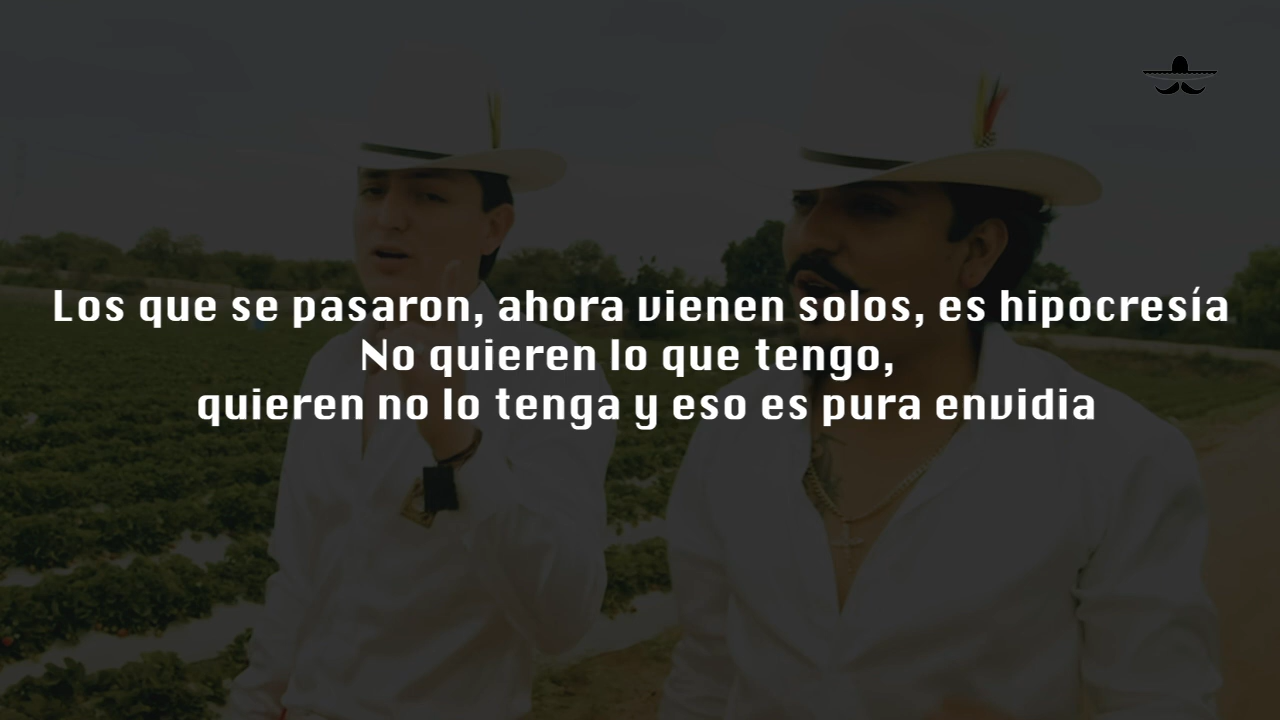 Los que se pasaron, ahora vienen solos, es hipocresía
No quieren lo que tengo,
quieren no lo tenga y eso es pura envidia